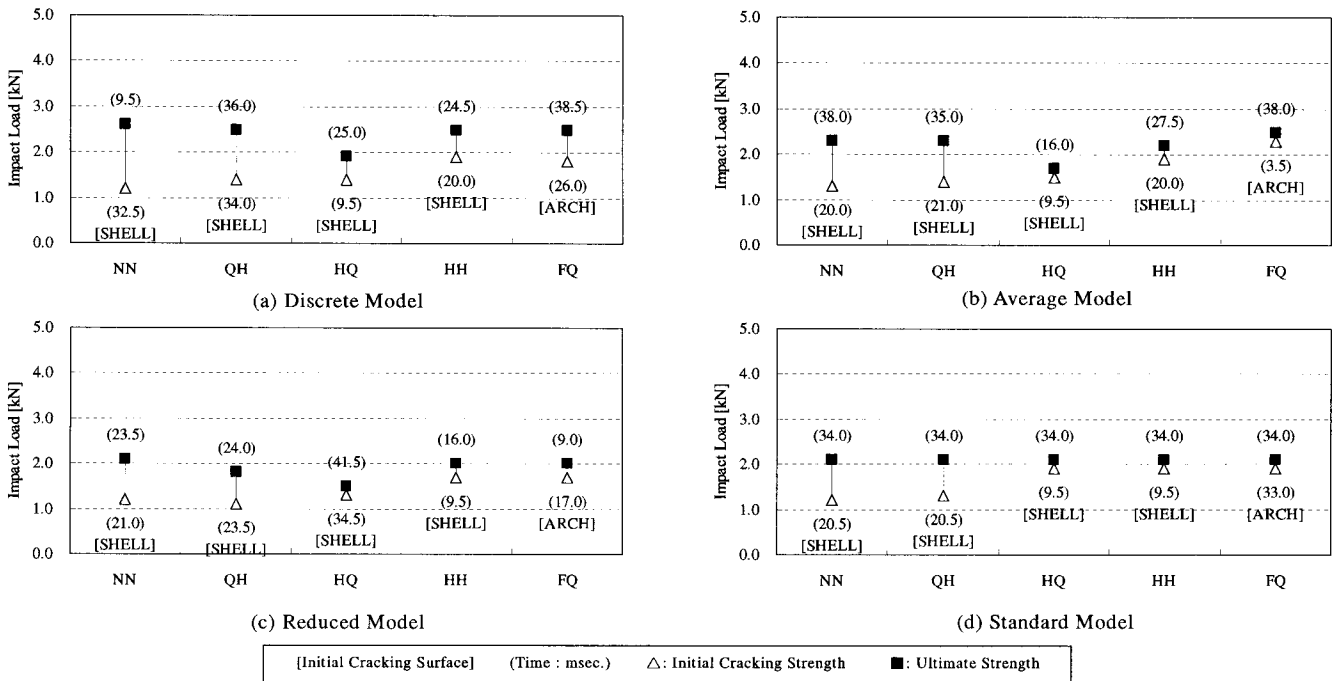 5.0
4.0
3.0
2.0
1.0
0.0
Impact Load [kN]
(9.5)
(36.0)
(25.0)
(24.5)
(38.5)
(32.5)
[SHELL]
(34.0)
[SHELL]
(9.5)
[SHELL]
(20.0)
[SHELL]
(26.0)
[ARCH]
NN QH HQ HH FQ
(a) Discrete Model
5.0
4.0
3.0
2.0
1.0
0.0
Impact Load [kN]
(38.0)
(35.0)
(16.0)
(27.5)
(38.0)
(20.0)
[SHELL]
(21.0)
[SHELL]
(9.5)
[SHELL]
(20.0)
[SHELL]
(3.5)
[ARCH]
NN QH HQ HH FQ
(b) Average Model
5.0
4.0
3.0
2.0
1.0
0.0
Impact Load [kN]
(23.5)
(24.0)
(41.5)
(16.0)
(9.0)
(21.0)
[SHELL]
(23.5)
[SHELL]
(34.5)
[SHELL]
(9.5)
[SHELL]
(17.0)
[ARCH]
NN QH HQ HH FQ
(c) Reduced Model
5.0
4.0
3.0
2.0
1.0
0.0
Impact Load [kN]
(34.0)
(34.0)
(34.0)
(34.0)
(34.0)
(20.5)
[SHELL]
(20.5)
[SHELL]
(9.5)
[SHELL]
(9.5)
[SHELL]
(33.0)
[ARCH]
NN QH HQ HH FQ
(d) Standard Model
[Initial Cracking Surface] (Time : msec.) △: Initial Cracking Strength ■: Ultimate Strength